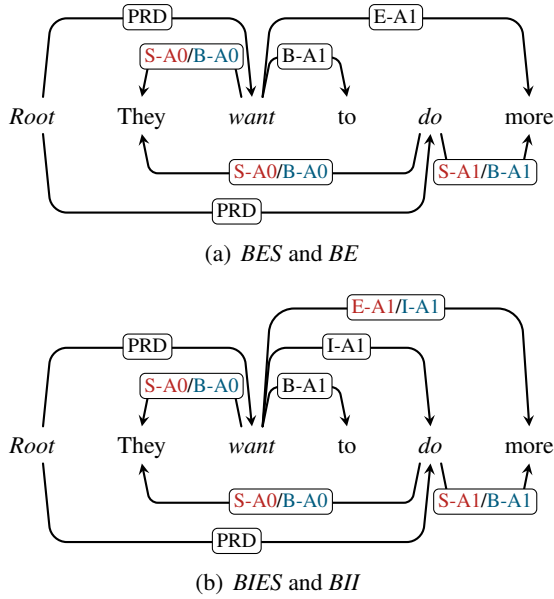 PRD E-A1
S-A0/B-A0 B-A1
Root They want to do more
S-A0/B-A0 S-A1/B-A1
PRD
(a) BES and BE
E-A1/I-A1
PRD I-A1
S-A0/B-A0 B-A1
Root They want to do more
S-A0/B-A0 S-A1/B-A1
PRD
(b) BIES and BII